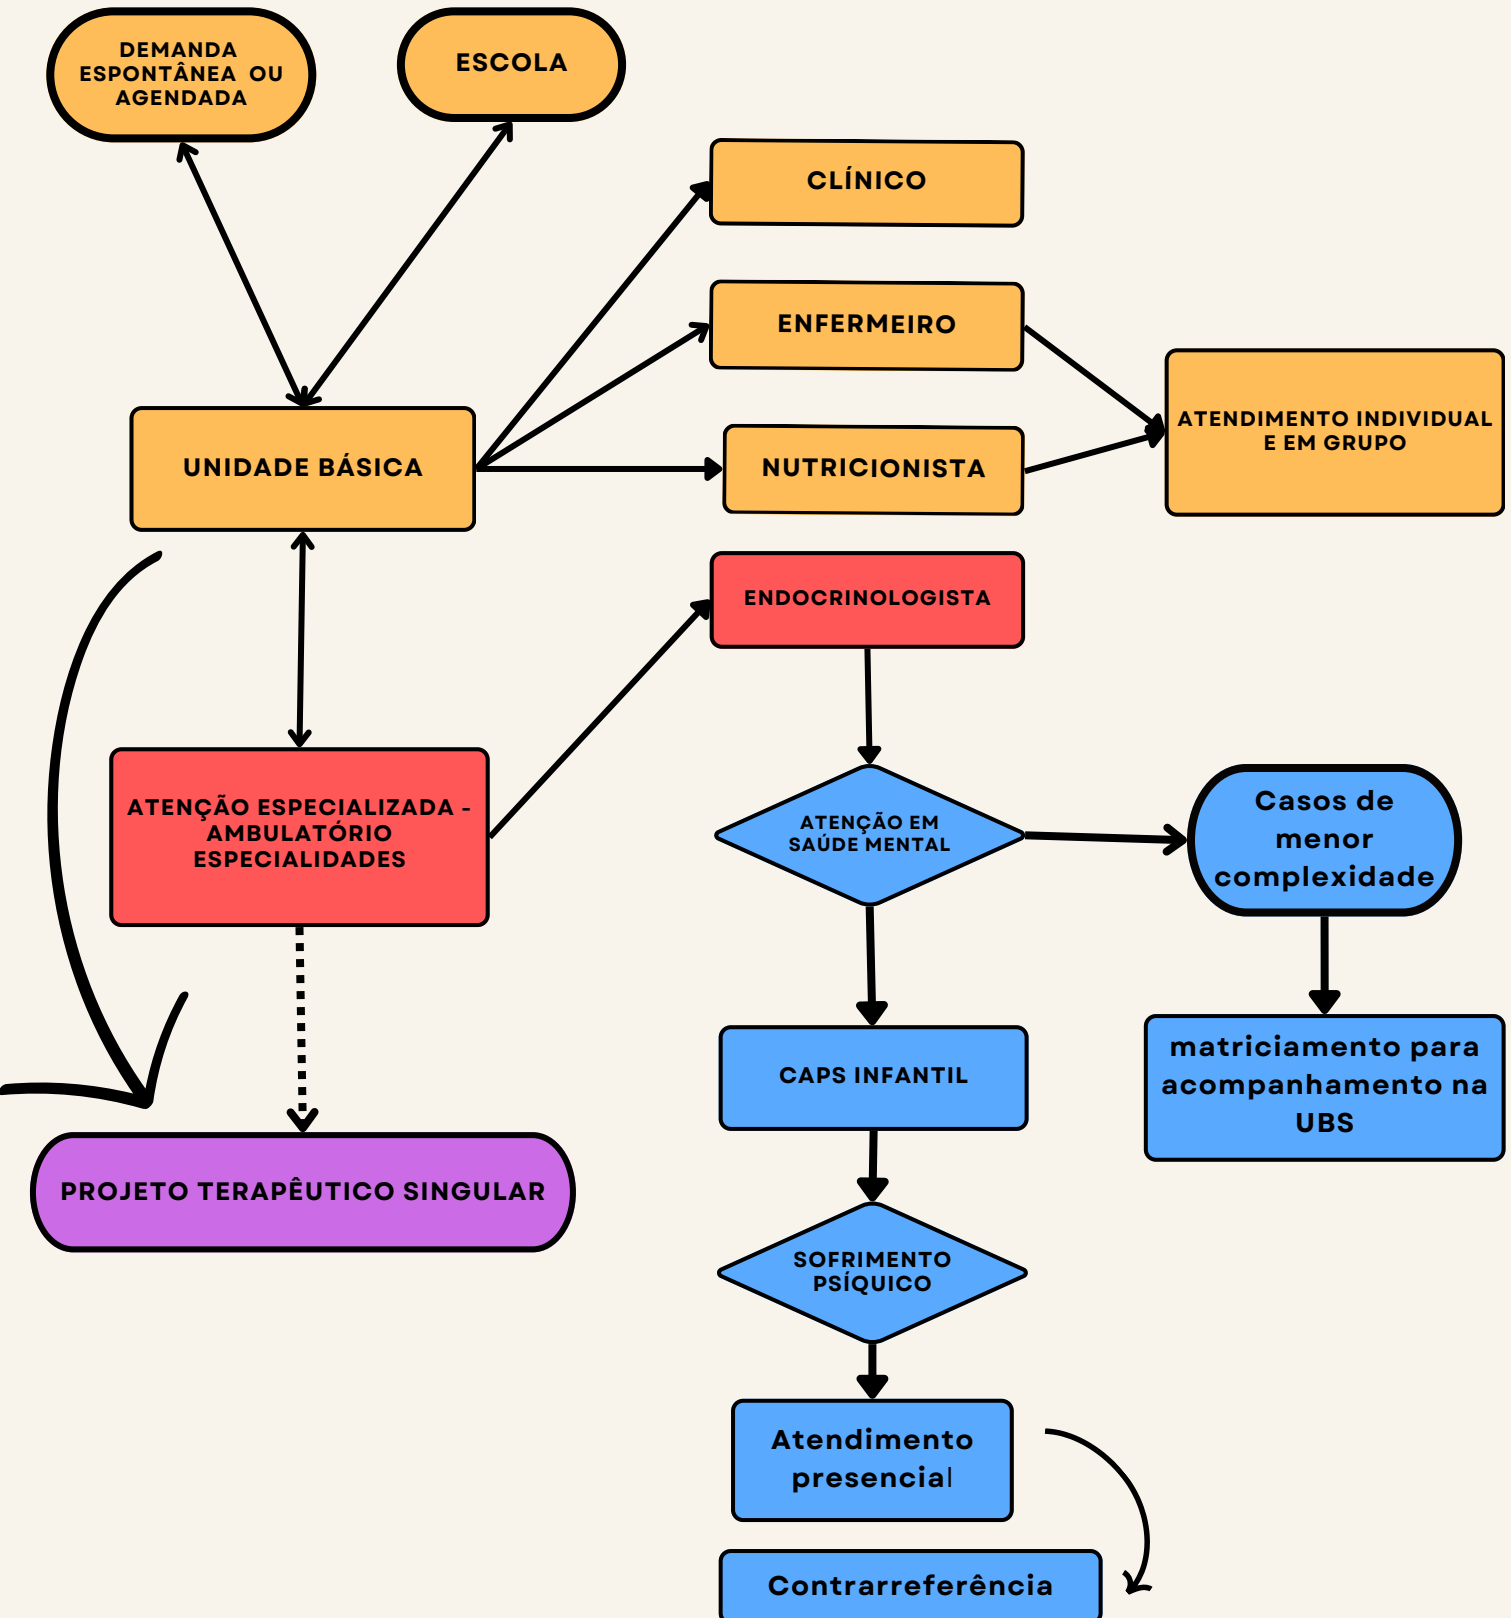 DEMANDA
ESPONTÂNEA OU
AGENDADA
ESCOLA
CLÍNICO
ENFERMEIRO
NUTRICIONISTA
ATENDIMENTO INDIVIDUAL
E EM GRUPO
UNIDADE BÁSICA
ENDOCRINOLOGISTA
ATENÇÃO ESPECIALIZADA -
AMBULATÓRIO
ESPECIALIDADES
ATENÇÃO EM
SAÚDE MENTAL
Casos de
menor
complexidade
CAPS INFANTIL
matriciamento para
acompanhamento na
UBS
PROJETO TERAPÊUTICO SINGULAR
SOFRIMENTO
PSÍQUICO
Atendimento
presencial
Contrarreferência